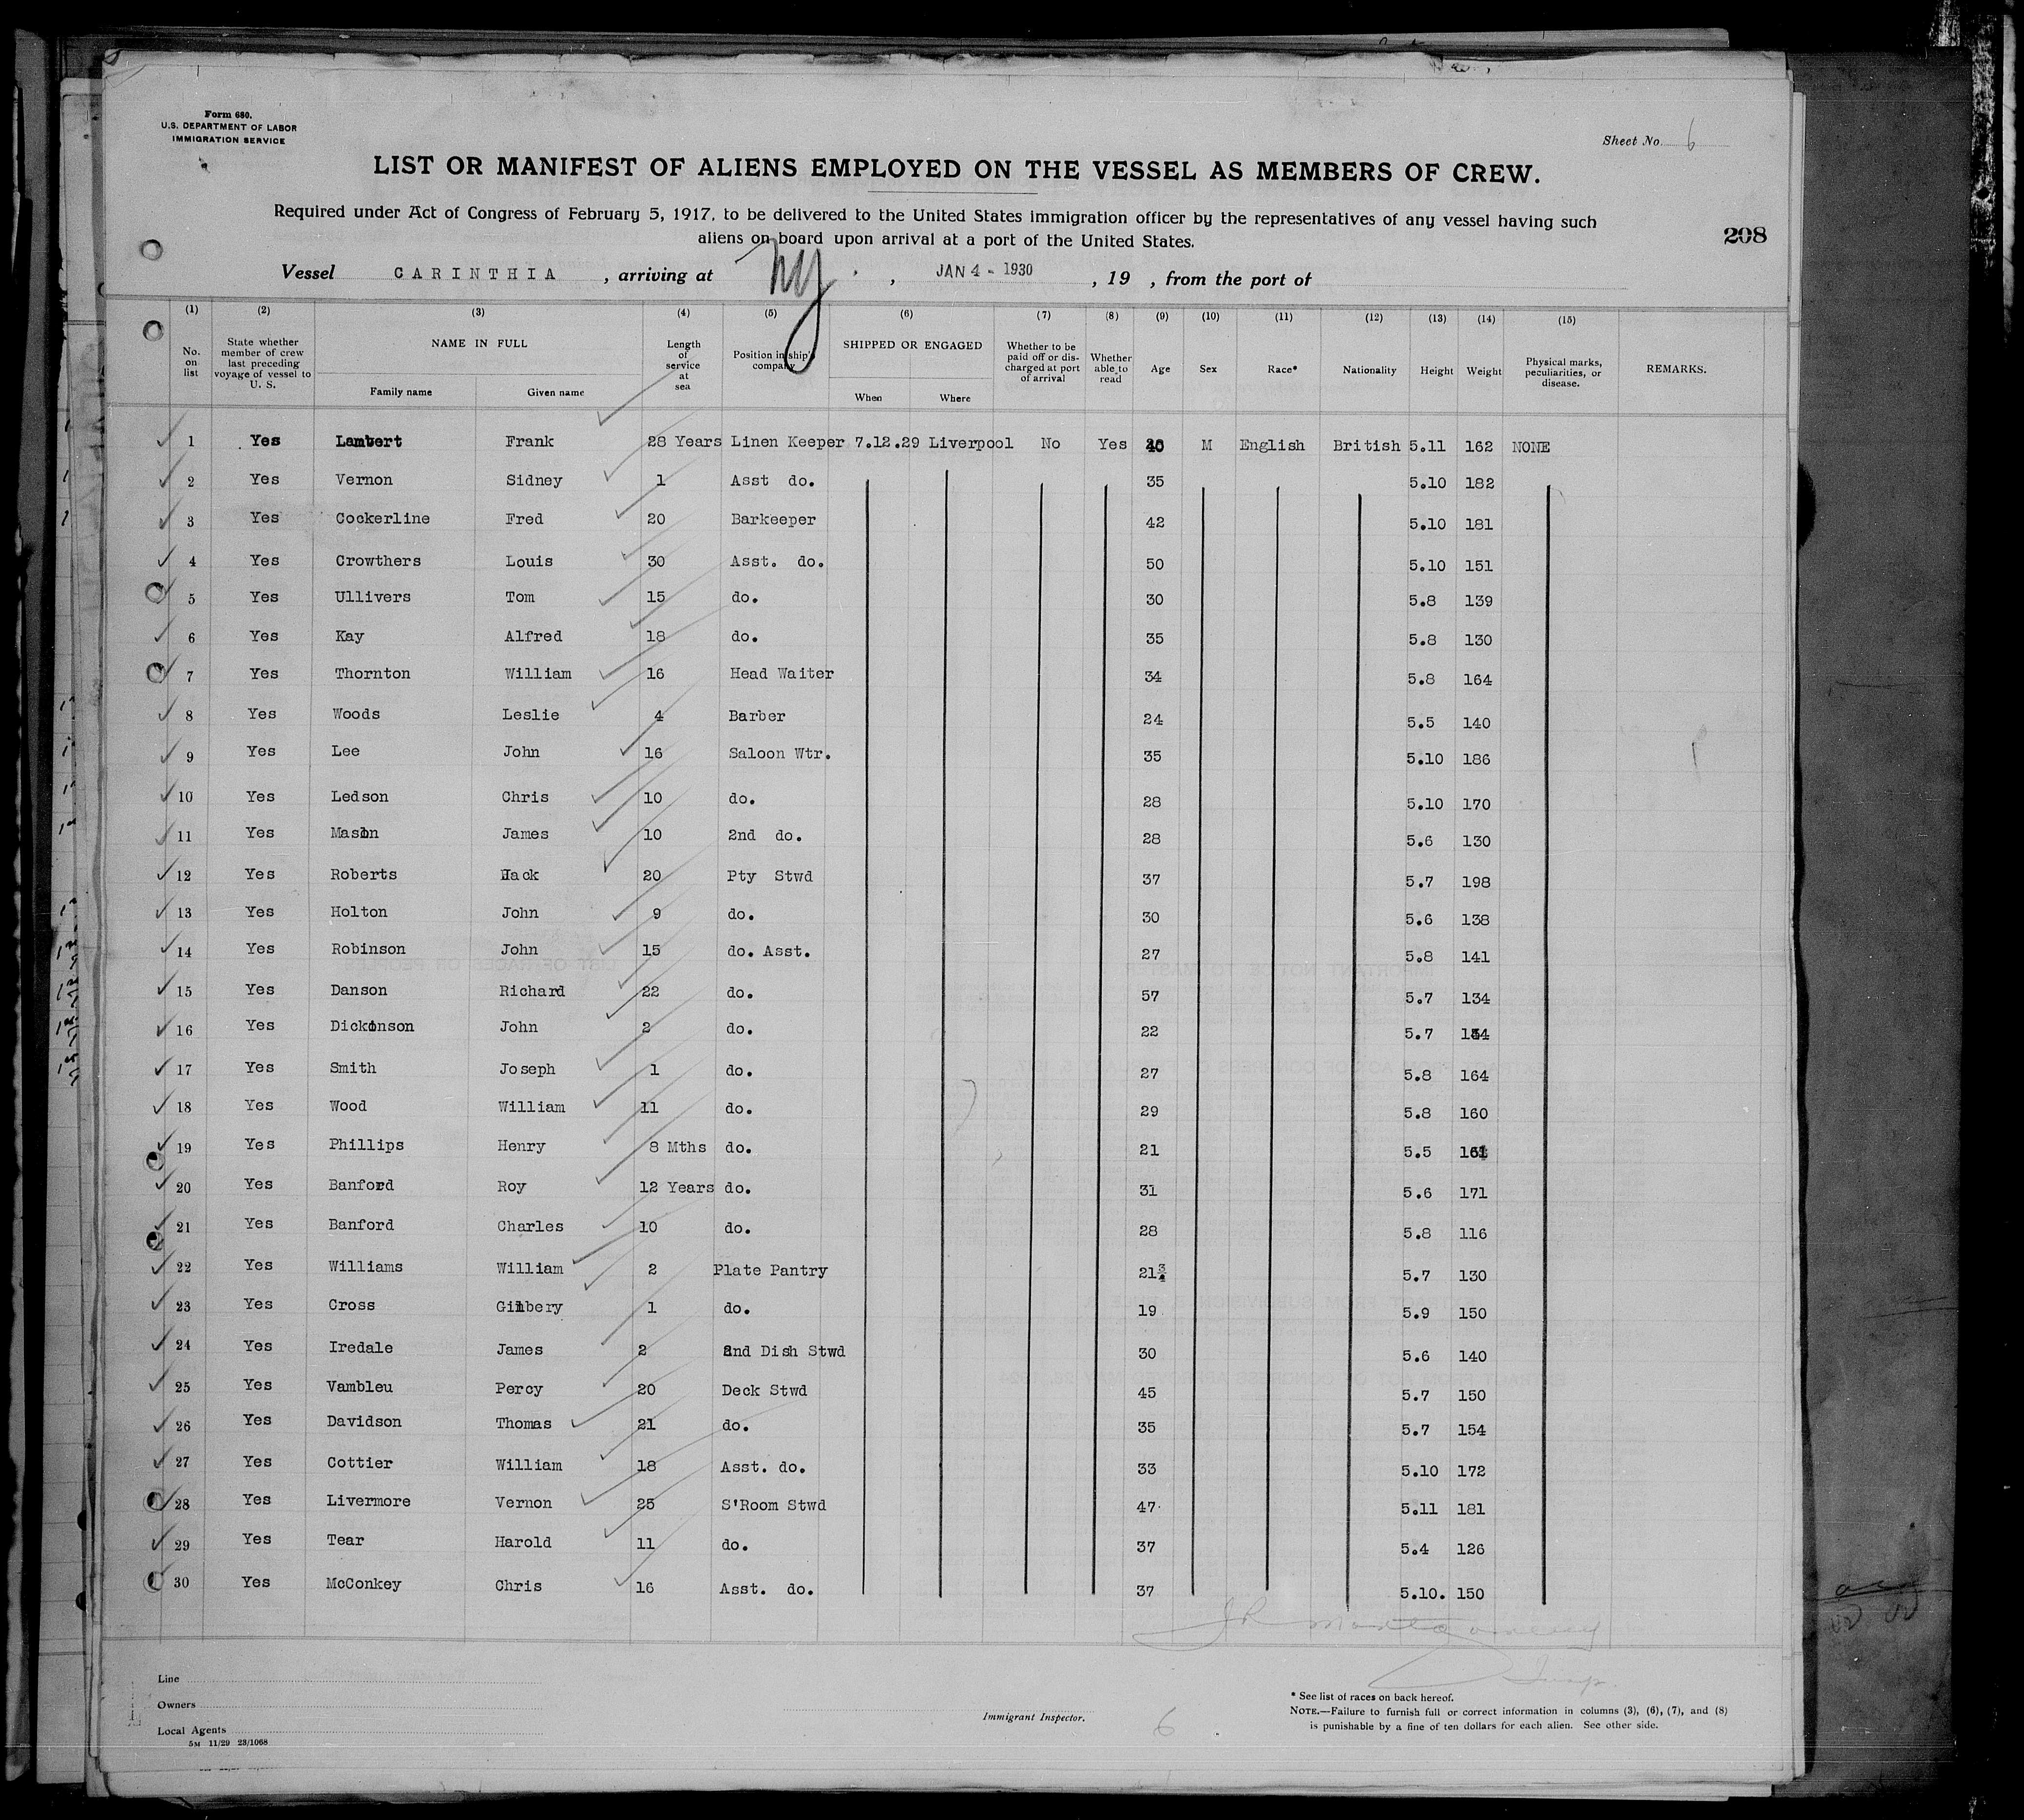 Form 680.
U.S. DEPARTMENT OF LABOR
IMMIGRATION SERVICE
Sheet No. 6
LIST OR MANIFEST OF ALIENS EMPLOYED ON THE VESSEL AS MEMBERS OF CREW.
Required under Act of Congress of February 5, 1917, to be delivered to the United States immigration officer by the representatives of any vessel having such
aliens on board upon arrival at a port of the United States.
208
Vessel CARINTHIA, arriving at NY., JAN 4 - 1930, 19 , from the port of
(1) (2) (3) (4) (5) (6) (7) (8) (9) (10) (11) (12) (13) (14) (15)
No. on list State whether member of crew last preceding voyage of vessel to U. S. NAME IN FULL Length of service at sea Position in ship's company SHIPPED OR ENGAGED Whether to be paid off or discharged at port of arrival Whether able to read Age Sex Race* Nationality Height Weight Physical marks, peculiarities, or disease. REMARKS.
Family name Given name When Where
1 Yes Lambert Frank 28 Years Linen Keeper 7.12.29 Liverpool No Yes 40 M English British 5.11 162 NONE
2 Yes Vernon Sidney 1 Asst do. 35 5.10 182
3 Yes Cockerline Fred 20 Barkeeper 42 5.10 181
4 Yes Crowthers Louis 30 Asst. do. 50 5.10 151
5 Yes Ullivers Tom 15 do. 30 5.8 139
6 Yes Kay Alfred 18 do. 35 5.8 130
7 Yes Thornton William 16 Head Waiter 34 5.8 164
8 Yes Woods Leslie 4 Barber 24 5.5 140
9 Yes Lee John 16 Saloon Wtr. 35 5.10 186
10 Yes Ledson Chris 10 do. 28 5.10 170
11 Yes Mason James 10 2nd do. 28 5.6 130
12 Yes Roberts Hack 20 Pty Stwd 37 5.7 198
13 Yes Holton John 9 do. 30 5.6 138
14 Yes Robinson John 15 do. Asst. 27 5.8 141
15 Yes Danson Richard 22 do. 57 5.7 134
16 Yes Dickinson John 2 do. 22 5.7
17 Yes Smith Joseph 1 do. 27 5.8 164
18 Yes Wood William 11 do. 29 5.8 160
19 Yes Phillips Henry 8 Mths do. 21 5.5
20 Yes Banford Roy 12 Years do. 31 5.6 171
21 Yes Banford Charles 10 do. 28 5.8 116
22 Yes Williams William 2 Plate Pantry 21¾ 5.7 130
23 Yes Cross 1 do. 19 5.9 150
24 Yes Iredale James 2 2nd Dish Stwd 30 5.6 140
25 Yes Vambleu Percy 20 Deck Stwd 45 5.7 150
26 Yes Davidson Thomas 21 do. 35 5.7 154
27 Yes Cottier William 18 Asst. do. 33 5.10 172
28 Yes Livermore Vernon 25 S'Room Stwd 47 5.11 181
29 Yes Tear Harold 11 do. 37 5.4 126
30 Yes McConkey Chris 16 Asst. do. 37 5.10. 150
Insp.
Line
Owners
Local Agents
5M 11/29 23/1068
Immigrant Inspector.
6
* See list of races on back hereof.
NOTE.—Failure to furnish full or correct information in columns (3), (6), (7), and (8)
is punishable by a fine of ten dollars for each alien. See other side.